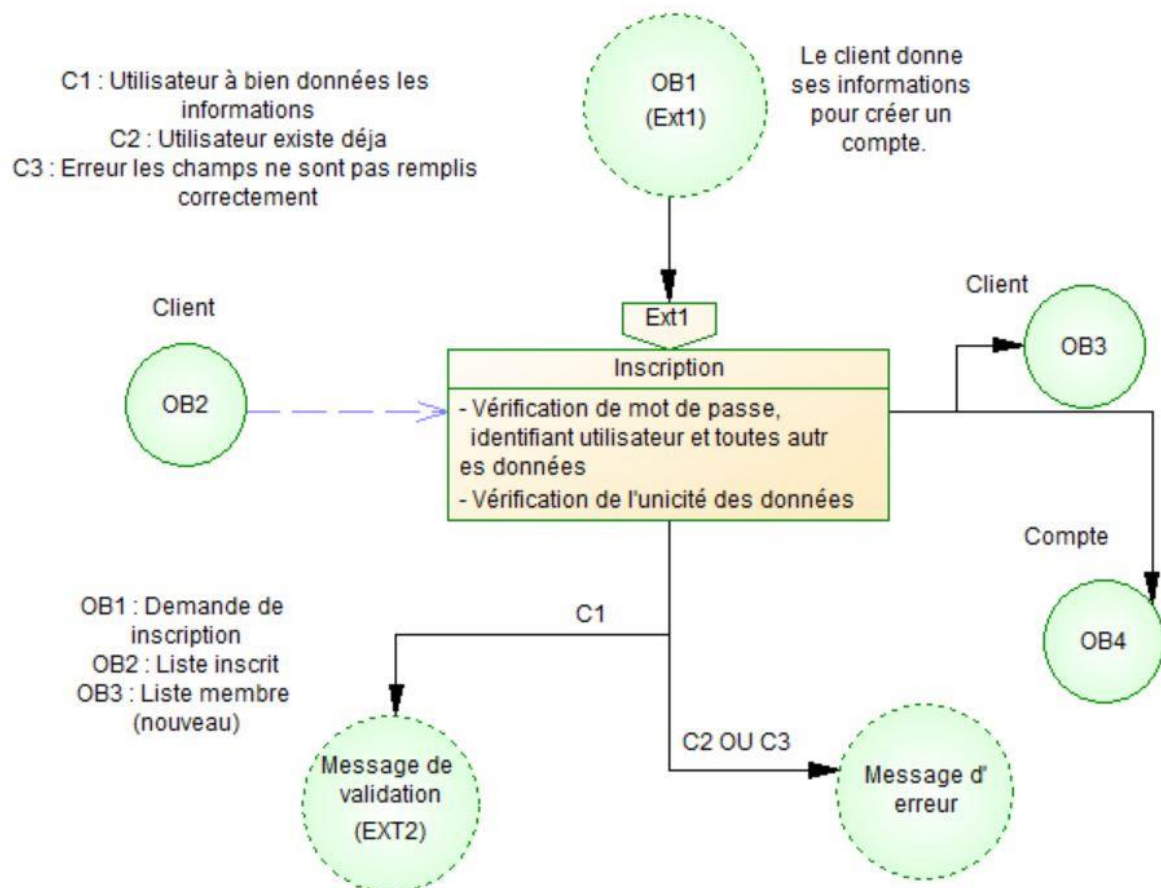 C1 : Utilisateur à bien données les
informations
C2 : Utilisateur existe déja
C3 : Erreur les champs ne sont pas remplis
correctement
OB1
(Ext1)
Le client donne
ses informations
pour créer un
compte.
Ext1
Client
OB2
Inscription
- Vérification de mot de passe,
identifiant utilisateur et toutes autr
es données
- Vérification de l'unicité des données
Client
OB3
Compte
OB4
OB1 : Demande de
inscription
OB2 : Liste inscrit
OB3 : Liste membre
(nouveau)
C1
C2 OU C3
Message de
validation
(EXT2)
Message d'
erreur